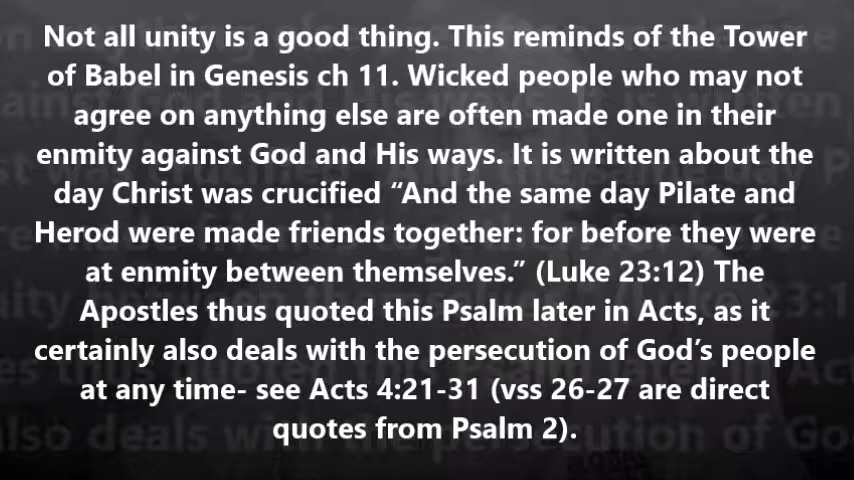 Not all unity is a good thing. This reminds of the Tower
of Babel in Genesis ch 11. Wicked people who may not
agree on anything else are often made one in their
enmity against God and His ways. It is written about the
day Christ was crucified “And the same day Pilate and
Herod were made friends together: for before they were
at enmity between themselves.” (Luke 23:12) The
Apostles thus quoted this Psalm later in Acts, as it
certainly also deals with the persecution of God’s people
at any time- see Acts 4:21-31 (vss 26-27 are direct
quotes from Psalm 2).